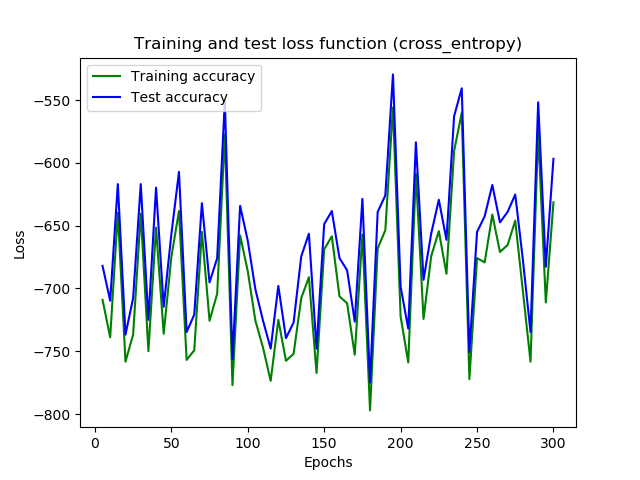 Training and test loss function (cross_entropy)
Training accuracy
Test accuracy
−550
−600
−650
−700
−750
−800
Loss
0
50
100
150
200
250
300
Epochs